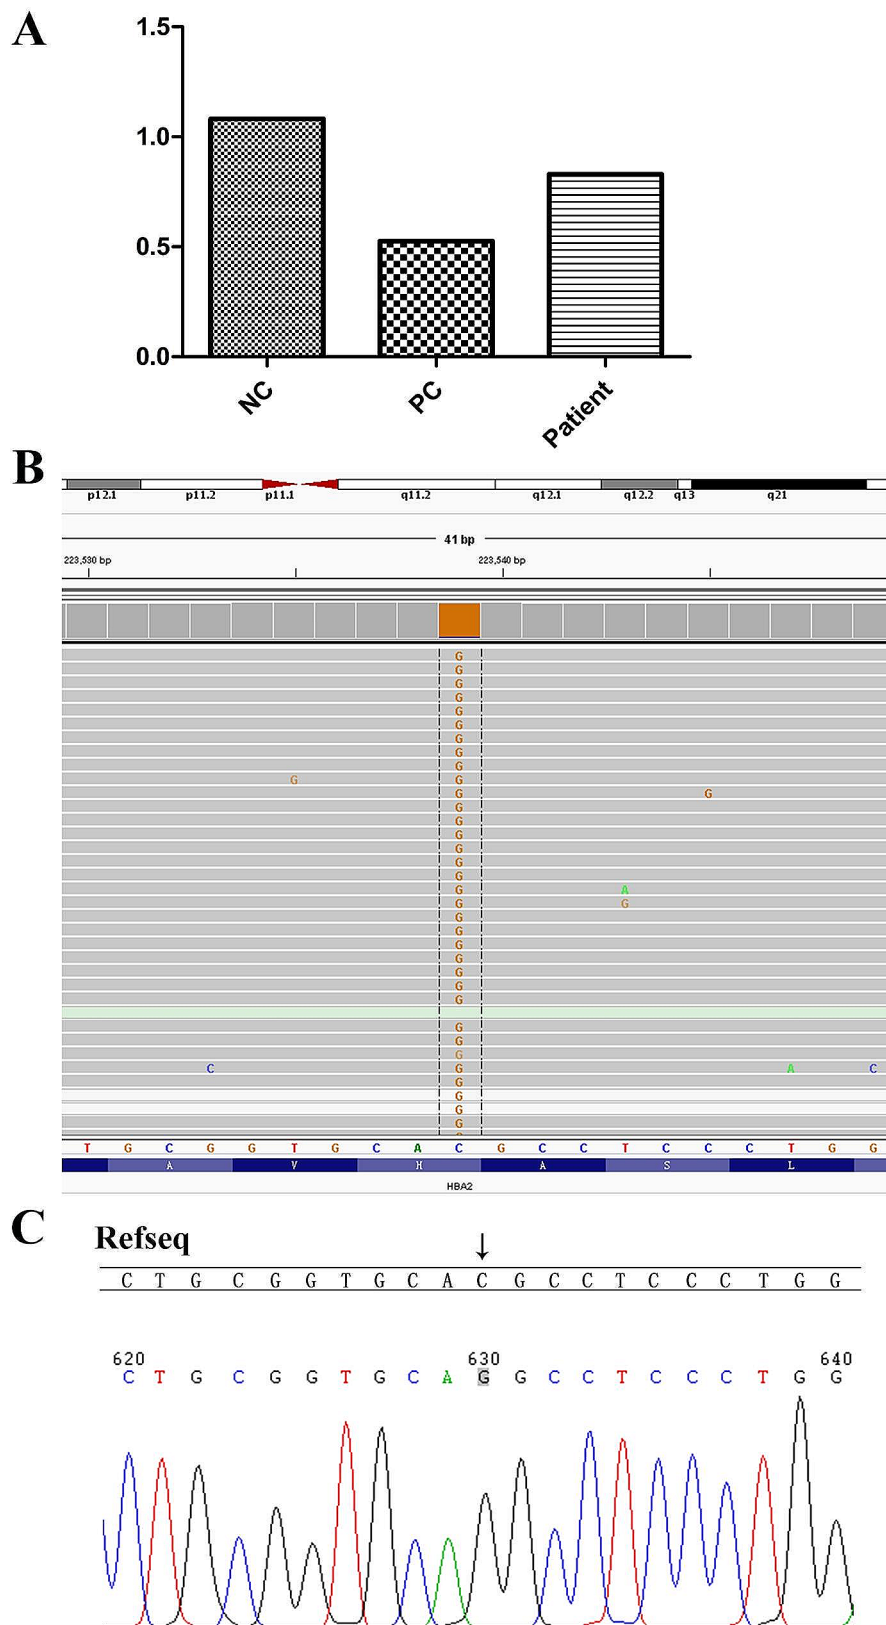 A
1.5
1.0
0.5
0.0
NC
PC
Patient
B
p12.1 p11.2 p11.1 q11.2 q12.1 q12.2 q13 q21
41 bp
223,530 bp 223,540 bp
G
G
G
G
G
G
G
G
G
G G
G G
G
G
G
G
G
G
G A
G G
G
G
G
G
G
G
G
G
G
G
C G A C
G
G
G
G
T G C G G T G C A C G C C T C C C T G G
A V H A S L
HBA2
C
Refseq
↓
C T G C G G T G C A C G C C T C C C T G G
620 630 640
C T G C G G T G C A G G C C T C C C T G G